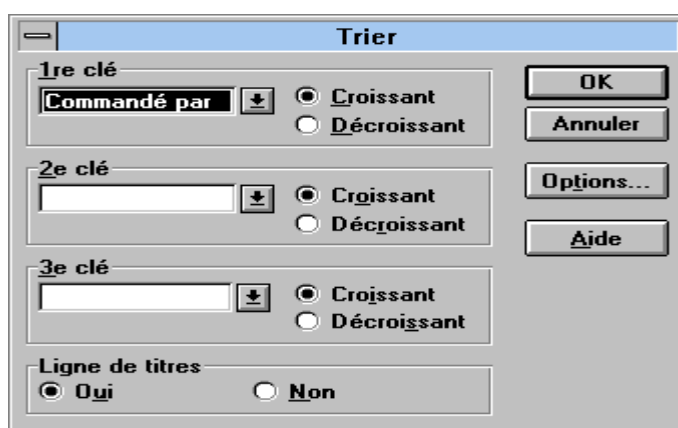 Trier
1re clé
Commandé par
Croissant
Décroissant
OK
Annuler
2e clé
Croissant
Décroissant
Options...
Aide
3e clé
Croissant
Décroissant
Ligne de titres
Oui Non